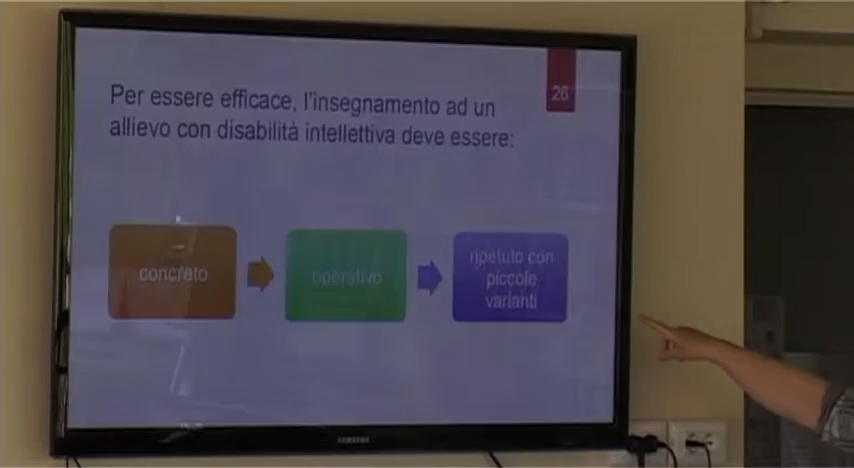 26
Per essere efficace, l'insegnamento ad un
allievo con disabilità intellettiva deve essere:
concreto
operativo
ripetuto con
piccole
varianti
SAMSUNG